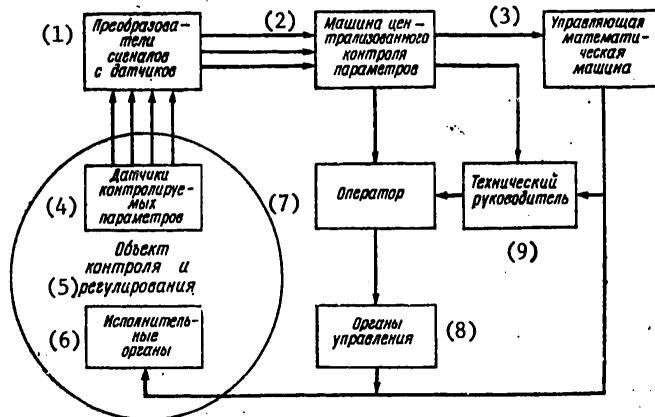 (1)
Преобразова-
тели
сигналов
с датчиков
(2)
Машина цен-
трализованного
контроля
параметров
(3)
Управляющая
математи-
ческая
машина
(4)
Датчики
контролируе-
мых
параметров
(7)
Оператор
Технический
руководитель
(9)
Объект
контроля и
(5) регулирования
(6)
Исполнитель-
ные
органы
Органы
управления
(8)